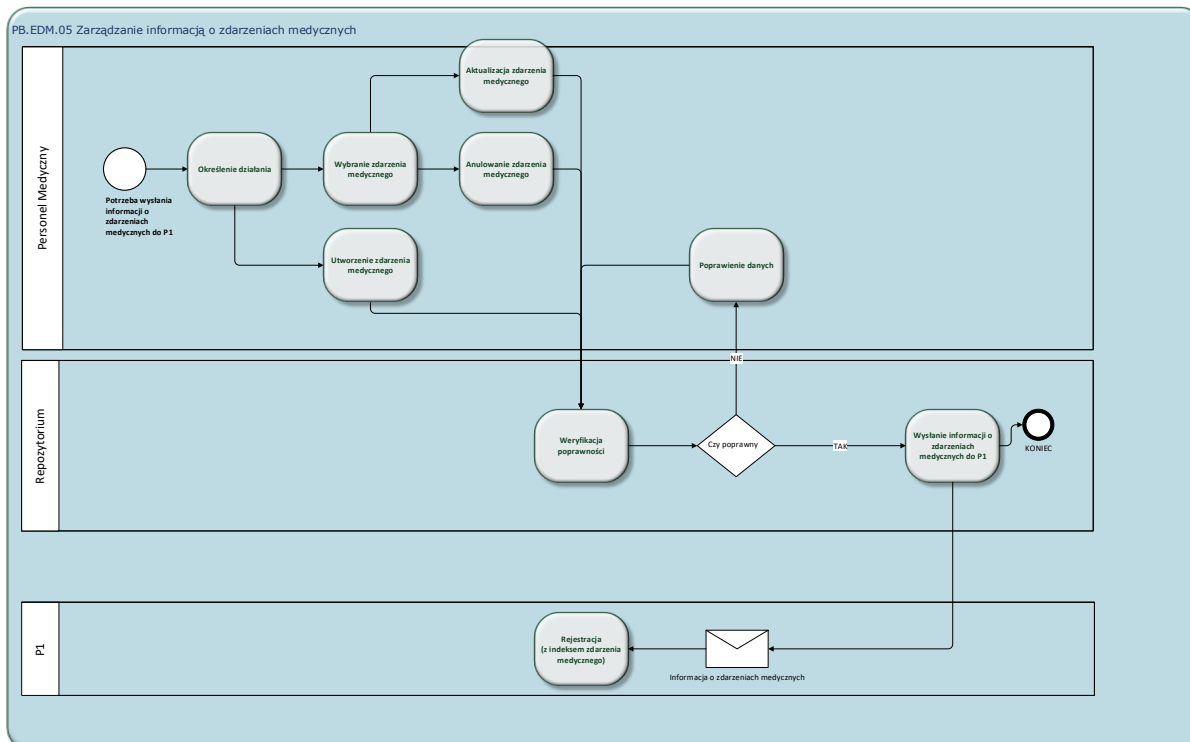 PB.EDM.05 Zarządzanie informacją o zdarzeniach medycznych
Personel Medyczny
Potrzeba wysłania
informacji o
zdarzeniach
medycznych do P1
Określenie działania
Wybranie zdarzenia
medycznego
Aktualizacja zdarzenia
medycznego
Anulowanie zdarzenia
medycznego
Utworzenie zdarzenia
medycznego
Poprawienie danych
NIE
Repozytorium
Weryfikacja
poprawności
Czy poprawny
TAK
Wysłanie informacji o
zdarzeniach
medycznych do P1
KONIEC
P1
Rejestracja
(z indeksem zdarzenia
medycznego)
Informacja o zdarzeniach medycznych